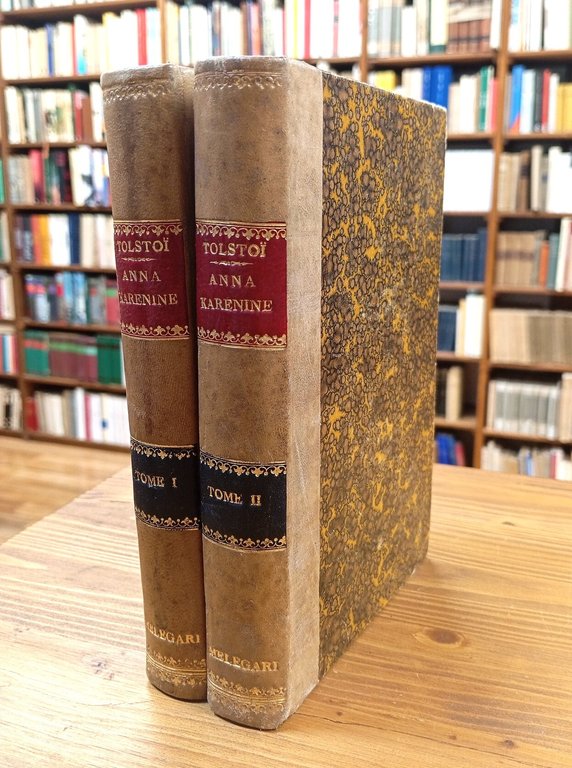 TOLSTOÏ
ANNA
KARENINE
TOME I
MELEGARI
TOLSTOÏ
ANNA
KARENINE
TOME II
MELEGARI